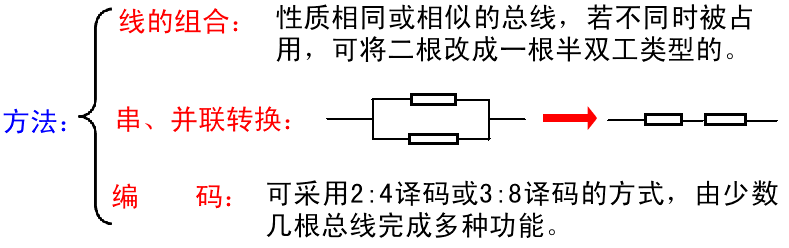 方法：
线的组合： 性质相同或相似的总线，若不同时被占
用，可将二根改成一根半双工类型的。
串、并联转换：
编 码： 可采用2:4译码或3:8译码的方式，由少数
几根总线完成多种功能。